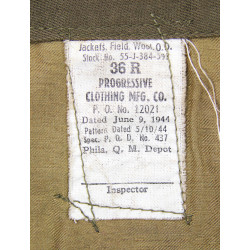 Jackets, Field, Wool, O.D.
Stock No. 55-J-384-
36 R
PROGRESSIVE
CLOTHING MFG. CO.
P. O. No. 12021
Dated June 9, 1944
Pattern Dated 5/10/44
Spec. P. Q. D. No. 437
Phila. Q. M. Depot
Inspector